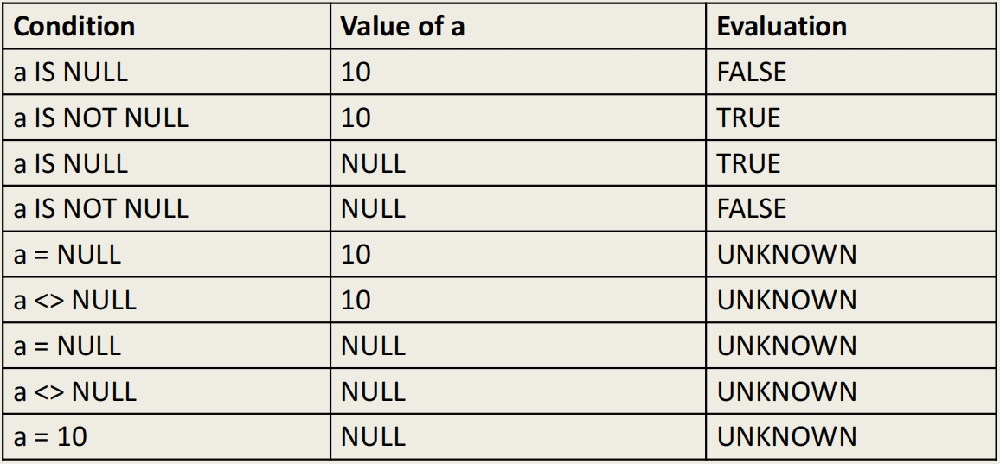 Condition Value of a Evaluation
a IS NULL 10 FALSE
a IS NOT NULL 10 TRUE
a IS NULL NULL TRUE
a IS NOT NULL NULL FALSE
a = NULL 10 UNKNOWN
a <> NULL 10 UNKNOWN
a = NULL NULL UNKNOWN
a <> NULL NULL UNKNOWN
a = 10 NULL UNKNOWN